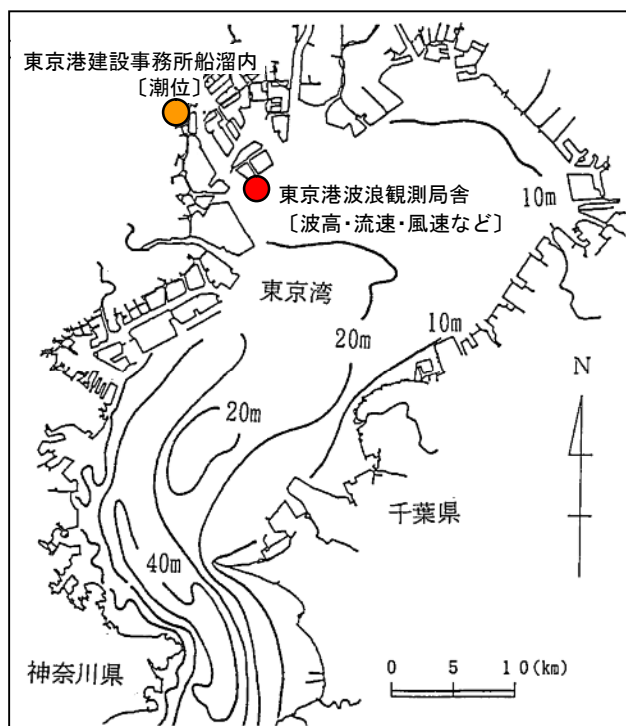 東京港建設事務所船溜内
〔潮位〕
東京港波浪観測局舎
〔波高・流速・風速など〕
10m
東京湾
20m
10m
N
20m
千葉県
40m
神奈川県
0 5 10(km)